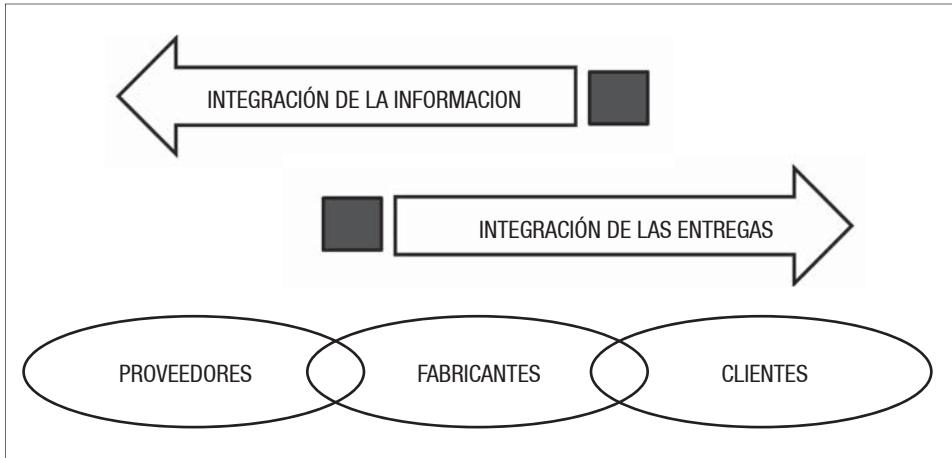 INTEGRACIÓN DE LA INFORMACION
INTEGRACIÓN DE LAS ENTREGAS
PROVEEDORES
FABRICANTES
CLIENTES